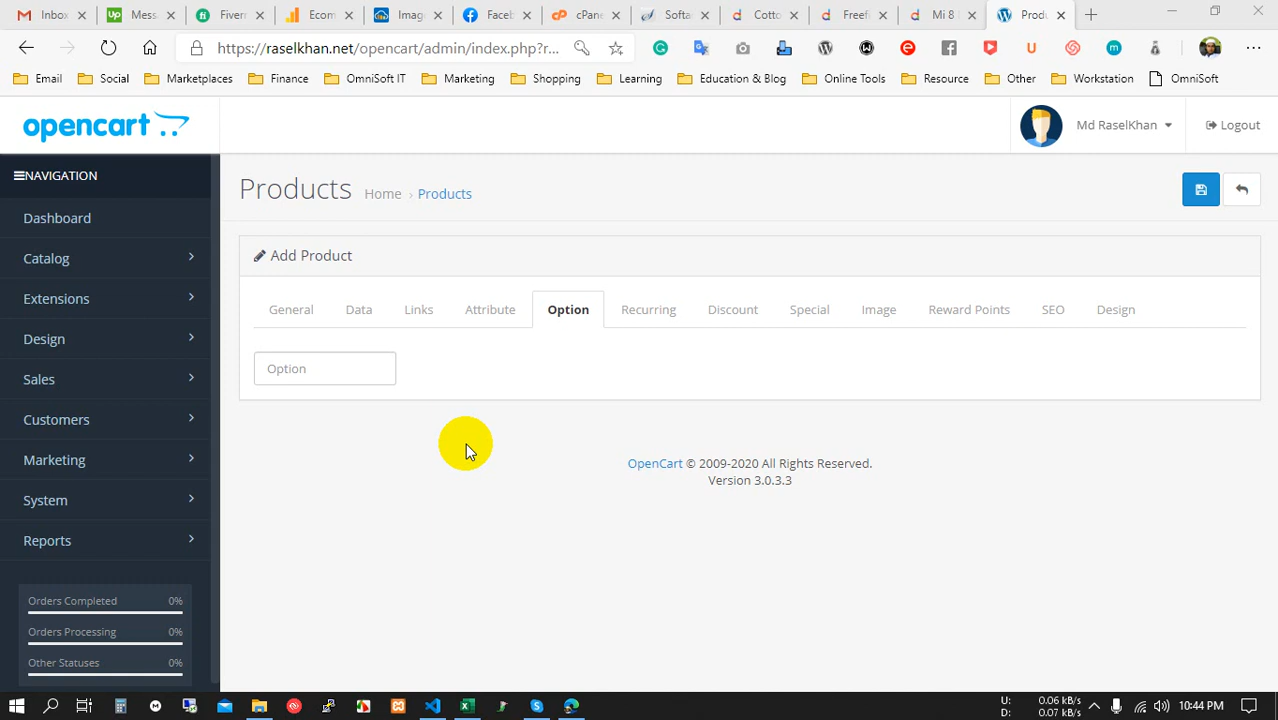 Inbox
Mess
Fiverr
Ecom
Imag
Faceb
cPane
Softa
Cotto
Freefi
Mi 8
Produ
https://raselkhan.net/opencart/admin/index.php?r...
Email
Social
Marketplaces
Finance
OmniSoft IT
Marketing
Shopping
Learning
Education & Blog
Online Tools
Resource
Other
Workstation
OmniSoft
opencart
Md RaselKhan
Logout
NAVIGATION
Dashboard
Catalog
Extensions
Design
Sales
Customers
Marketing
System
Reports
Orders Completed 0%
Orders Processing 0%
Other Statuses 0%
Products Home › Products
Add Product
General Data Links Attribute Option Recurring Discount Special Image Reward Points SEO Design
Option
OpenCart © 2009-2020 All Rights Reserved.
Version 3.0.3.3
U: 0.06 kB/s
D: 0.07 kB/s
10:44 PM